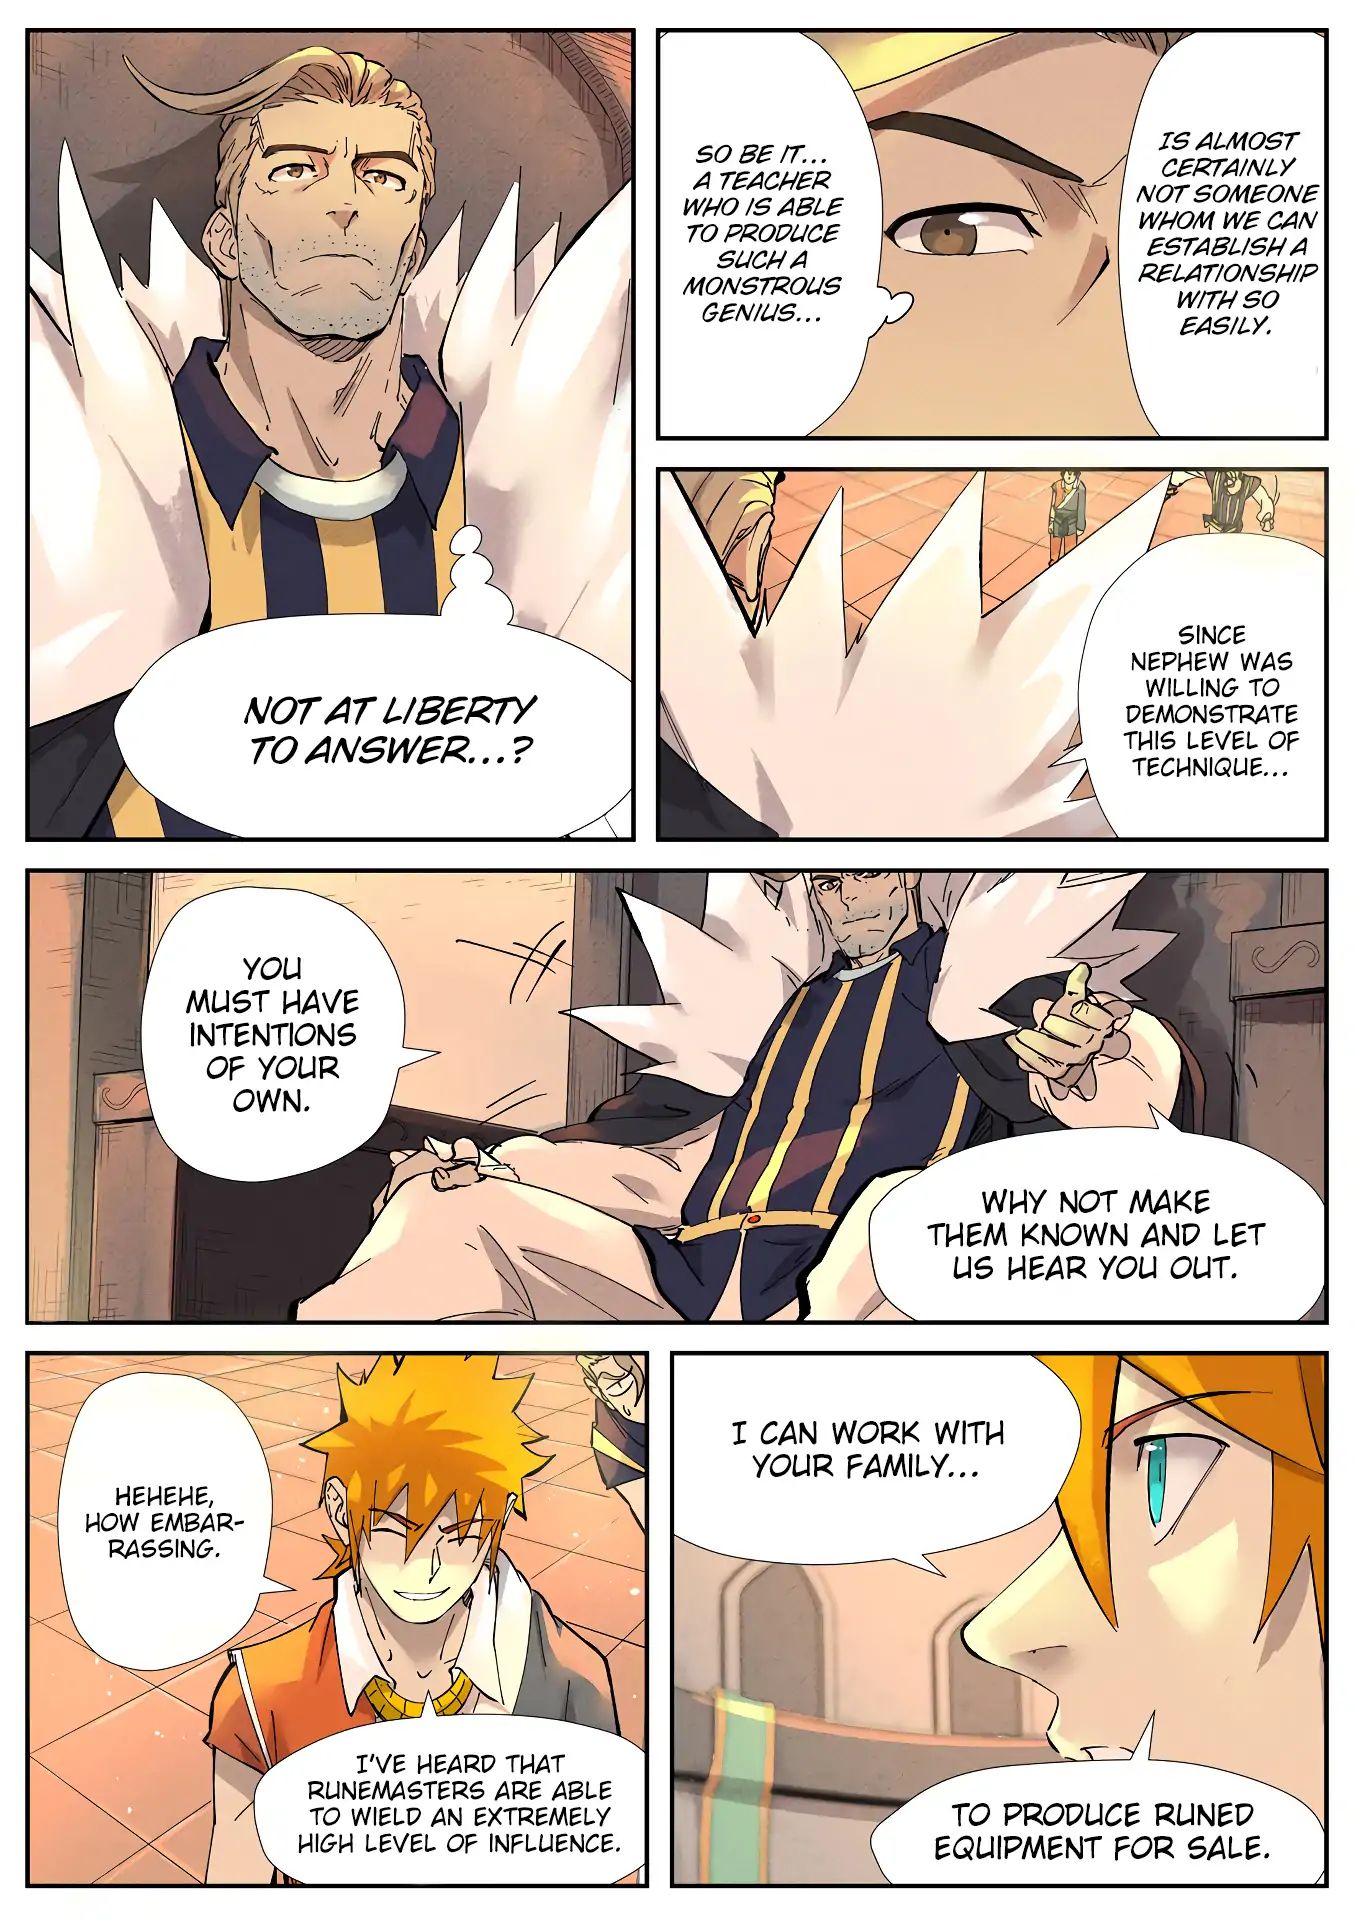 NOT AT LIBERTY
TO ANSWER...?
SO BE IT...
A TEACHER
WHO IS ABLE
TO PRODUCE
SUCH A
MONSTROUS
GENIUS...
IS ALMOST
CERTAINLY
NOT SOMEONE
WHOM WE CAN
ESTABLISH A
RELATIONSHIP
WITH SO
EASILY.
SINCE
NEPHEW WAS
WILLING TO
DEMONSTRATE
THIS LEVEL OF
TECHNIQUE...
YOU
MUST HAVE
INTENTIONS
OF YOUR
OWN.
WHY NOT MAKE
THEM KNOWN AND LET
US HEAR YOU OUT.
HEHEHE,
HOW EMBAR-
RASSING.
I'VE HEARD THAT
RUNEMASTERS ARE ABLE
TO WIELD AN EXTREMELY
HIGH LEVEL OF INFLUENCE.
I CAN WORK WITH
YOUR FAMILY...
TO PRODUCE RUNED
EQUIPMENT FOR SALE.